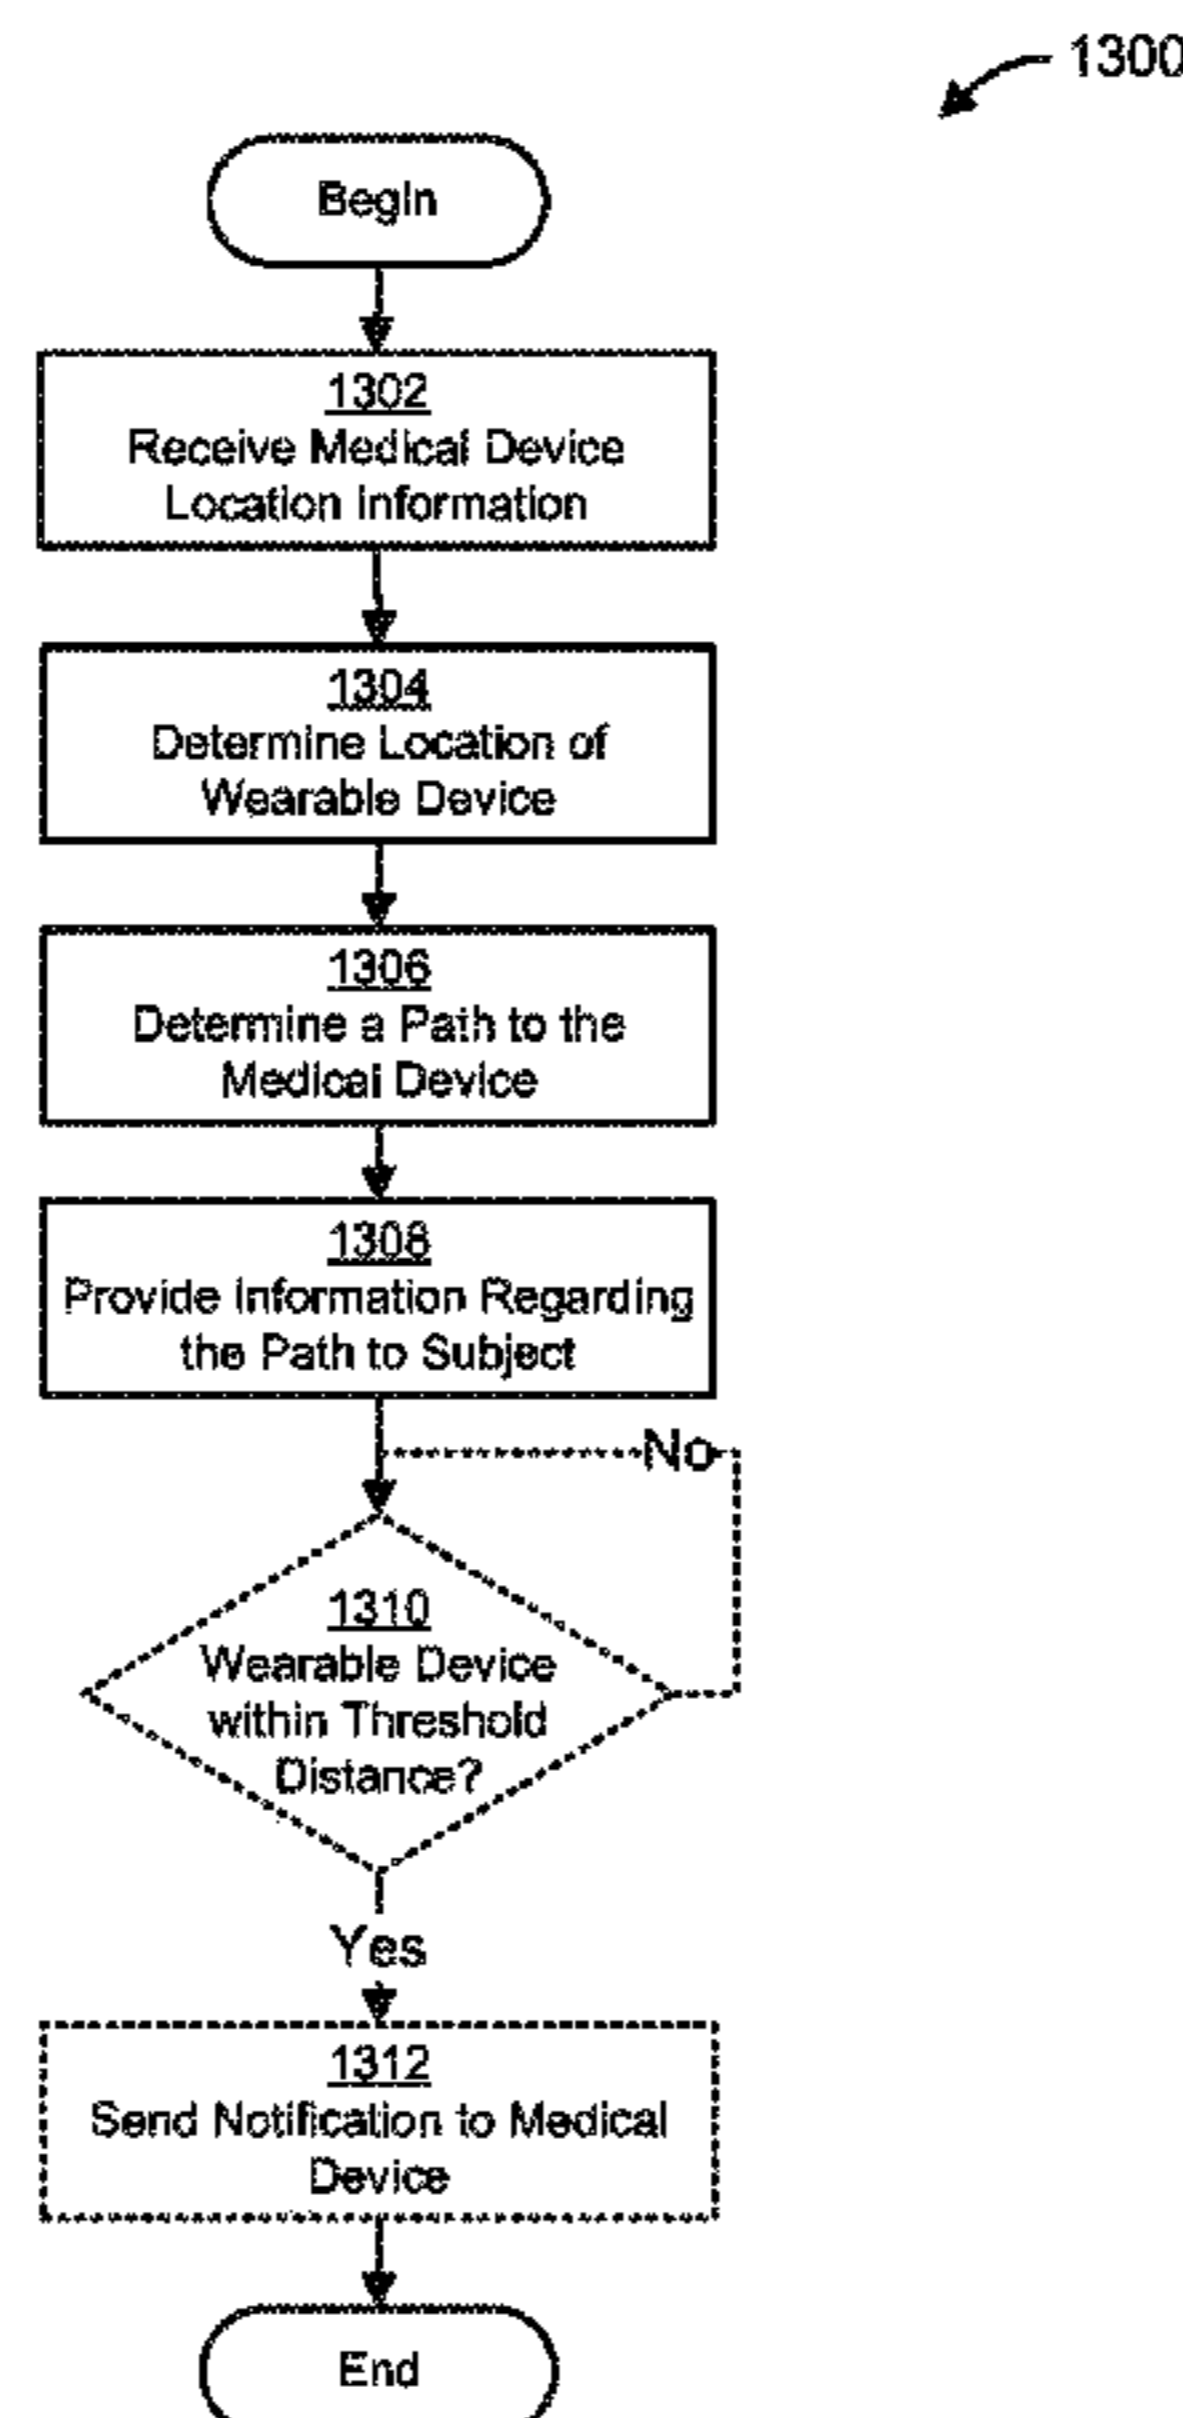 1300
Begin
1302
Receive Medical Device
Location Information
1304
Determine Location of
Wearable Device
1306
Determine a Path to the
Medical Device
1308
Provide Information Regarding
the Path to Subject
No
1310
Wearable Device
within Threshold
Distance?
Yes
1312
Send Notification to Medical
Device
End